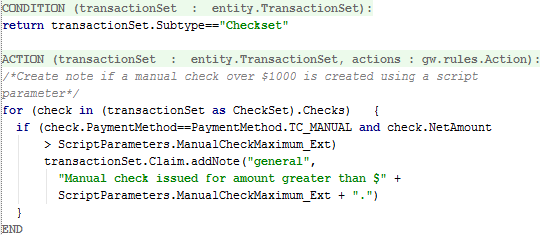 CONDITION (transactionSet  :  entity.TransactionSet):
return transactionSet.Subtype=="Checkset"
ACTION (transactionSet  :  entity.TransactionSet, actions : gw.rules.Action):
/*Create note if a manual check over $1000 is created using a script
parameter*/
for (check in (transactionSet as CheckSet).Checks)   {
  if (check.PaymentMethod==PaymentMethod.TC_MANUAL and check.NetAmount
      > ScriptParameters.ManualCheckMaximum_Ext)
      transactionSet.Claim.addNote("general",
        "Manual check issued for amount greater than $" +
        ScriptParameters.ManualCheckMaximum_Ext + ".")
  }
END